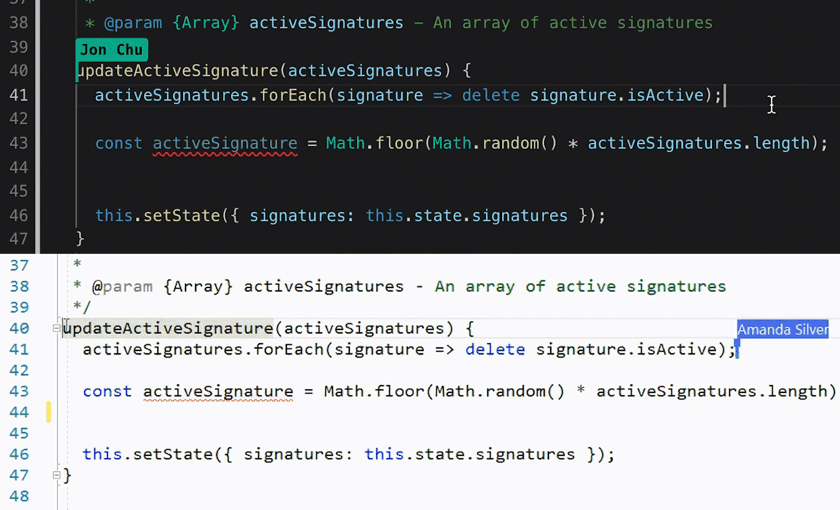 37 *
38 * @param {Array} activeSignatures – An array of active signatures
39
Jon Chu
40 updateActiveSignature(activeSignatures) {
41 activeSignatures.forEach(signature => delete signature.isActive);
42
43 const activeSignature = Math.floor(Math.random() * activeSignatures.length);
44
45
46 this.setState({ signatures: this.state.signatures });
47 }
37 *
38 * @param {Array} activeSignatures - An array of active signatures
39 */
40 updateActiveSignature(activeSignatures) {
Amanda Silver
41 activeSignatures.forEach(signature => delete signature.isActive);
42
43 const activeSignature = Math.floor(Math.random() * activeSignatures.length)
44
45
46 this.setState({ signatures: this.state.signatures });
47 }
48